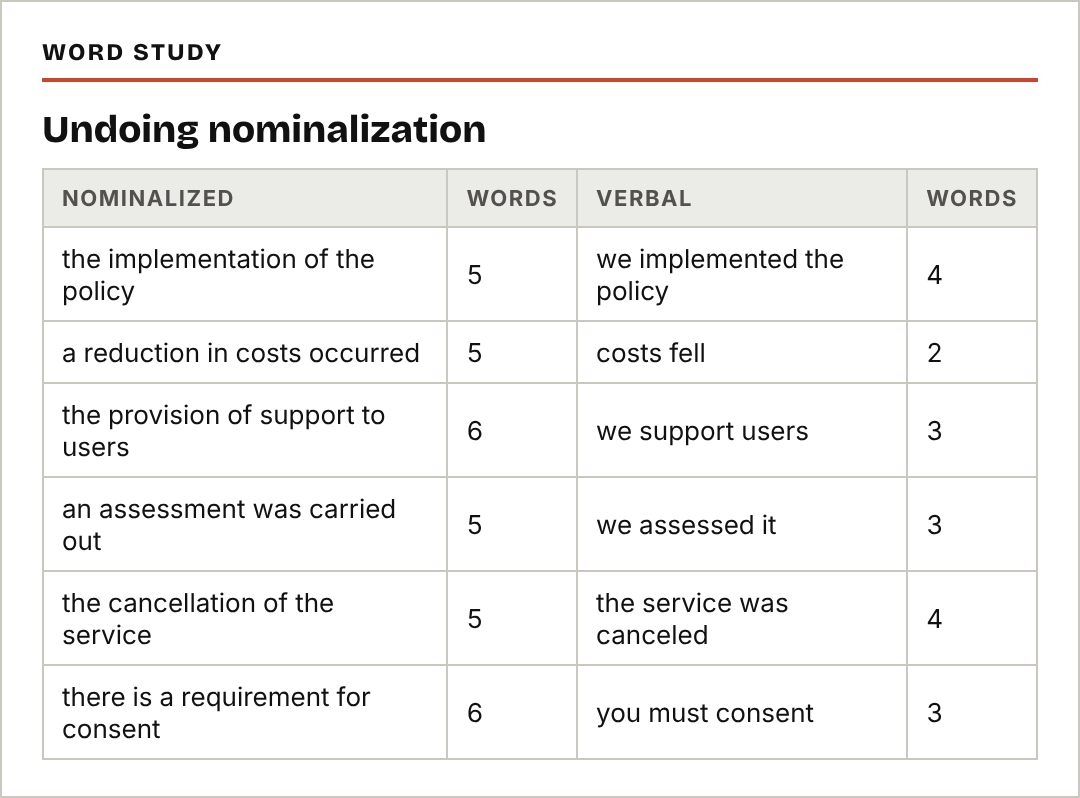 WORD STUDY
Undoing nominalization
NOMINALIZED WORDS VERBAL WORDS
the implementation of the
policy
5
we implemented the
policy
4
a reduction in costs occurred 5 costs fell 2
the provision of support to
users
6
we support users
3
an assessment was carried
out
5
we assessed it
3
the cancellation of the
service
5
the service was
canceled
4
there is a requirement for
consent
6
you must consent
3